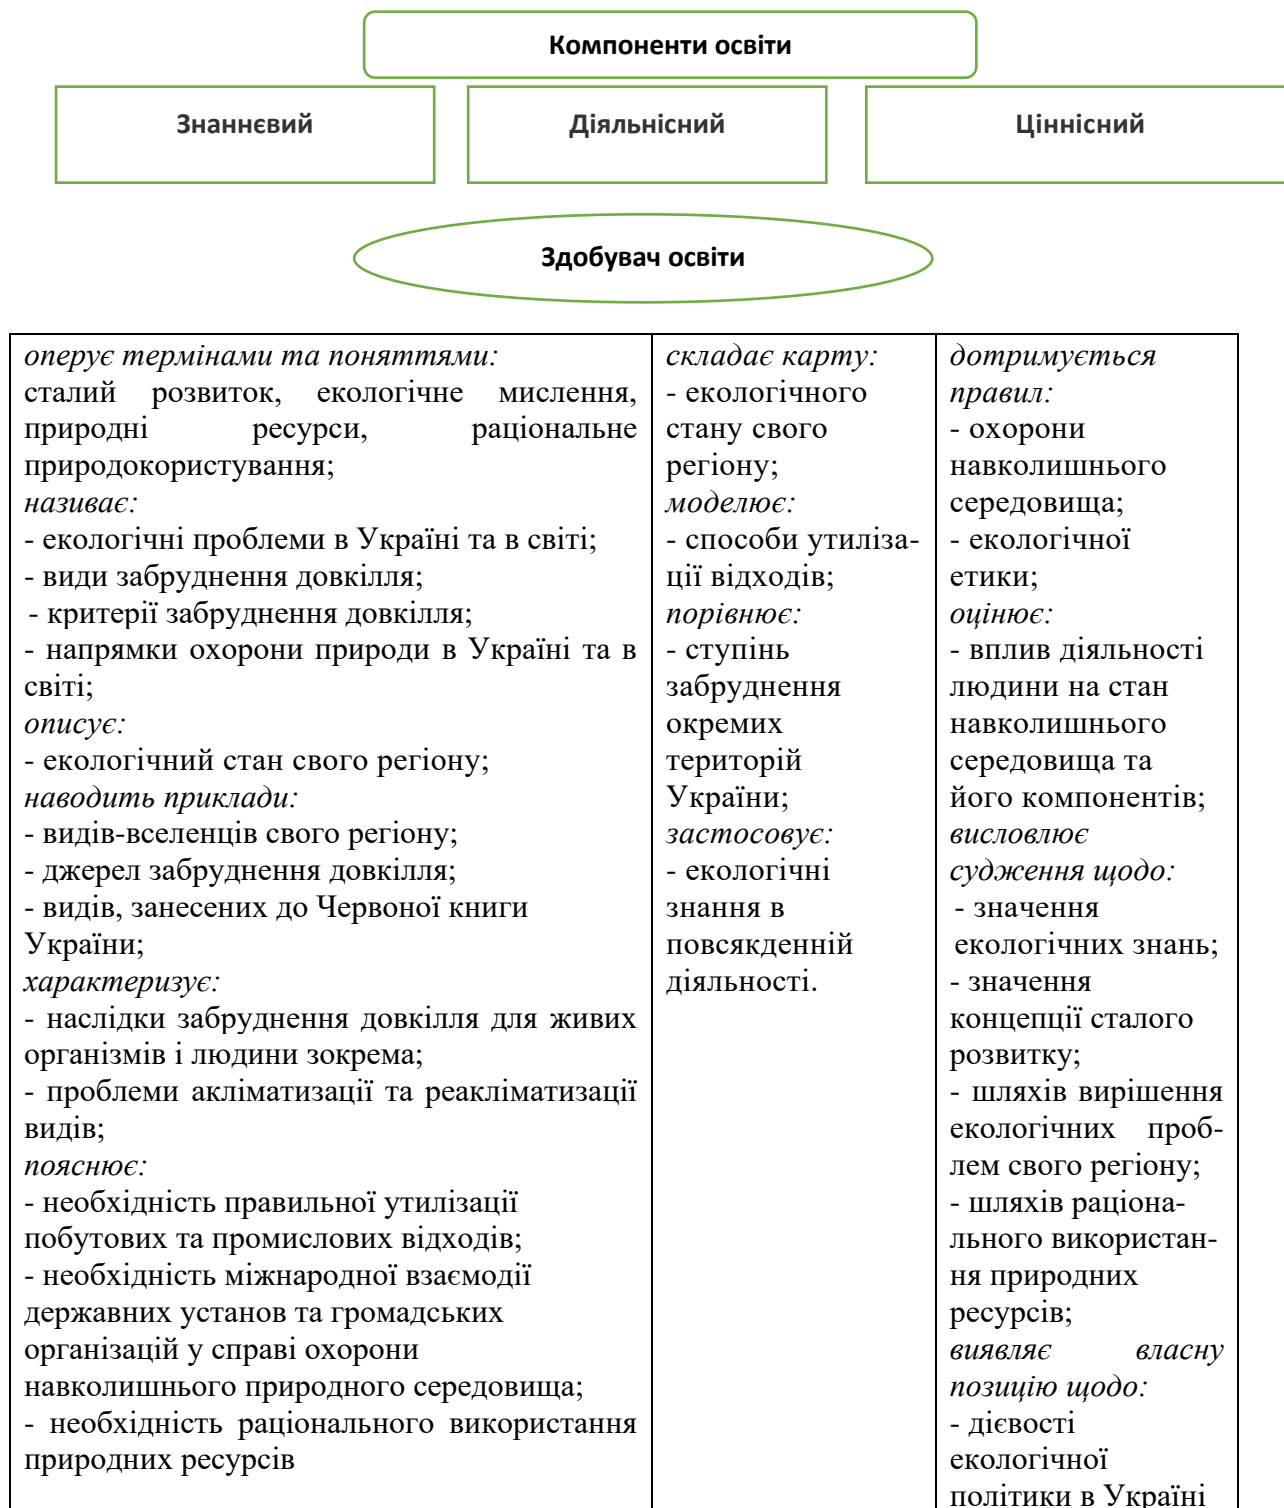 Компоненти освіти
Знаннєвий
Діяльнісний
Ціннісний
Здобувач освіти
оперує термінами та поняттями:
сталий розвиток, екологічне мислення,
природні ресурси, раціональне
природокористування;
називає:
- екологічні проблеми в Україні та в світі;
- види забруднення довкілля;
- критерії забруднення довкілля;
- напрямки охорони природи в Україні та в
світі;
описує:
- екологічний стан свого регіону;
наводить приклади:
- видів-вселенців свого регіону;
- джерел забруднення довкілля;
- видів, занесених до Червоної книги
України;
характеризує:
- наслідки забруднення довкілля для живих
організмів і людини зокрема;
- проблеми акліматизації та реакліматизації
видів;
пояснює:
- необхідність правильної утилізації
побутових та промислових відходів;
- необхідність міжнародної взаємодії
державних установ та громадських
організацій у справі охорони
навколишнього природного середовища;
- необхідність раціонального використання
природних ресурсів
складає карту:
- екологічного
стану свого
регіону;
моделює:
- способи утиліза-
ції відходів;
порівнює:
- ступінь
забруднення
окремих
територій
України;
застосовує:
- екологічні
знання в
повсякденній
діяльності.
дотримується
правил:
- охорони
навколишнього
середовища;
- екологічної
етики;
оцінює:
- вплив діяльності
людини на стан
навколишнього
середовища та
його компонентів;
висловлює
судження щодо:
- значення
екологічних знань;
- значення
концепції сталого
розвитку;
- шляхів вирішення
екологічних проб-
лем свого регіону;
- шляхів раціона-
льного використан-
ня природних
ресурсів;
виявляє власну
позицію щодо:
- дієвості
екологічної
політики в Україні